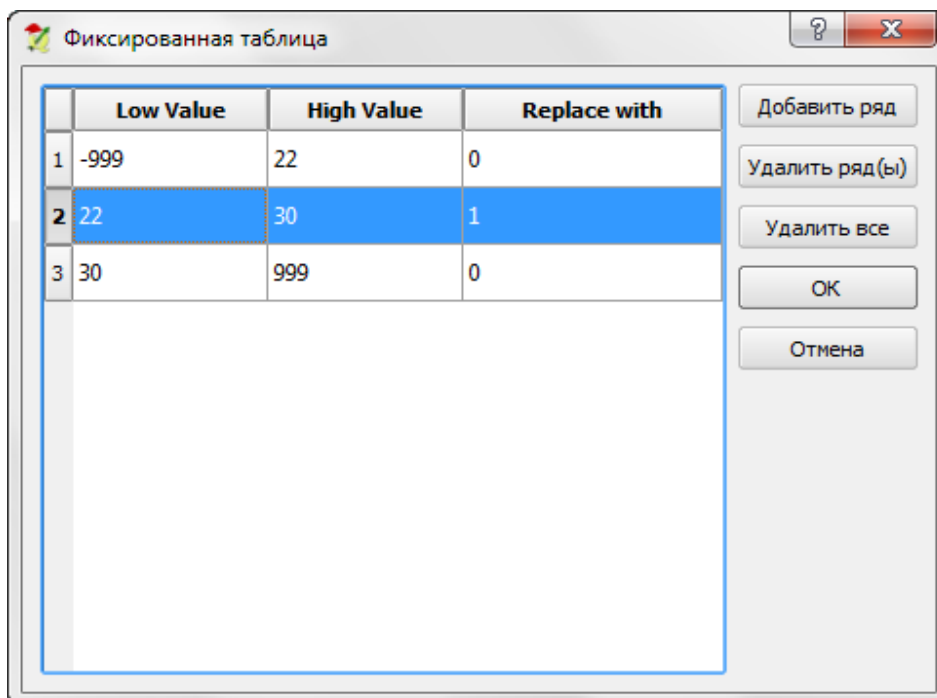 Фиксированная таблица
Low Value High Value Replace with
1 -999 22 0
2 22 30 1
3 30 999 0
Добавить ряд
Удалить ряд(ы)
Удалить все
ОК
Отмена